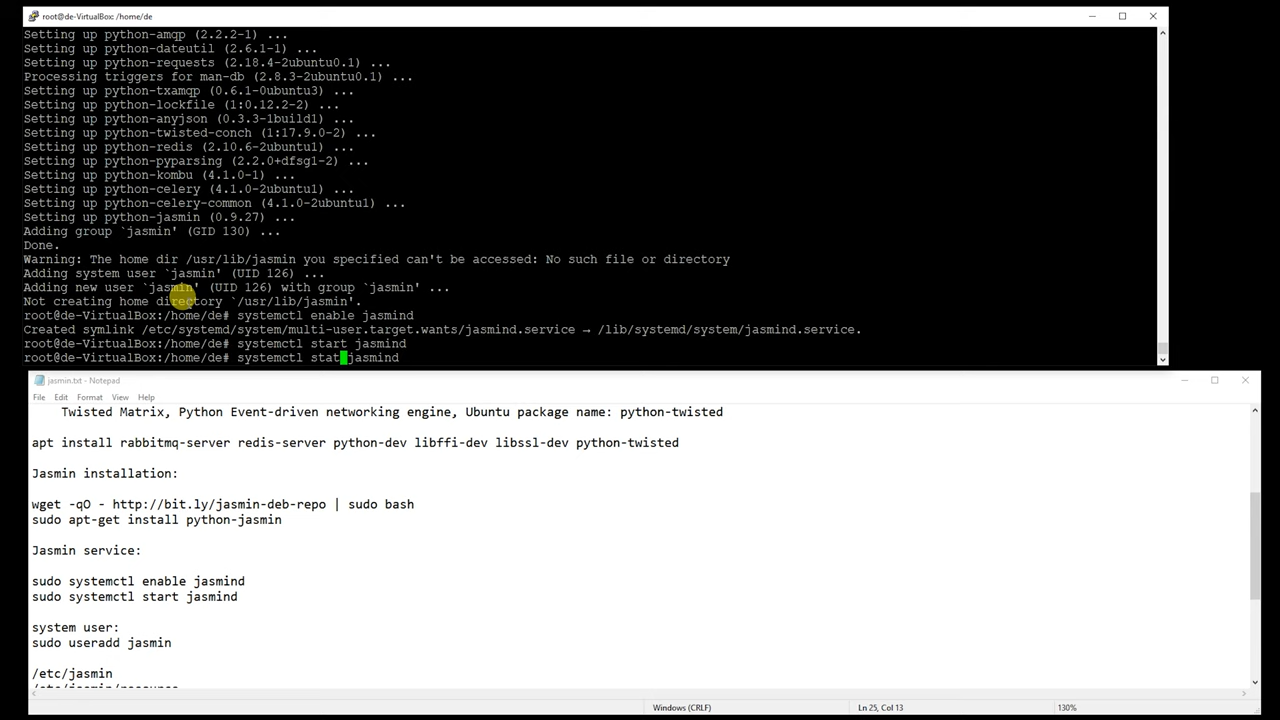 root@de-VirtualBox: /home/de
Setting up python-amqp (2.2.2-1) ...
Setting up python-dateutil (2.6.1-1) ...
Setting up python-requests (2.18.4-2ubuntu0.1) ...
Processing triggers for man-db (2.8.3-2ubuntu0.1) ...
Setting up python-txamqp (0.6.1-0ubuntu3) ...
Setting up python-lockfile (1:0.12.2-2) ...
Setting up python-anyjson (0.3.3-1build1) ...
Setting up python-twisted-conch (1:17.9.0-2) ...
Setting up python-redis (2.10.6-2ubuntu1) ...
Setting up python-pyparsing (2.2.0+dfsg1-2) ...
Setting up python-kombu (4.1.0-1) ...
Setting up python-celery (4.1.0-2ubuntu1) ...
Setting up python-celery-common (4.1.0-2ubuntu1) ...
Setting up python-jasmin (0.9.27) ...
Adding group `jasmin' (GID 130) ...
Done.
Warning: The home dir /usr/lib/jasmin you specified can't be accessed: No such file or directory
Adding system user `jasmin' (UID 126) ...
Adding new user `jasmin' (UID 126) with group `jasmin' ...
Not creating home directory `/usr/lib/jasmin'.
root@de-VirtualBox:/home/de# systemctl enable jasmind
Created symlink /etc/systemd/system/multi-user.target.wants/jasmind.service → /lib/systemd/system/jasmind.service.
root@de-VirtualBox:/home/de# systemctl start jasmind
root@de-VirtualBox:/home/de# systemctl stat jasmind
jasmin.txt - Notepad
File Edit Format View Help
Twisted Matrix, Python Event-driven networking engine, Ubuntu package name: python-twisted
apt install rabbitmq-server redis-server python-dev libffi-dev libssl-dev python-twisted
Jasmin installation:
wget -qO - http://bit.ly/jasmin-deb-repo | sudo bash
sudo apt-get install python-jasmin
Jasmin service:
sudo systemctl enable jasmind
sudo systemctl start jasmind
system user:
sudo useradd jasmin
/etc/jasmin
Windows (CRLF) Ln 25, Col 13 130%